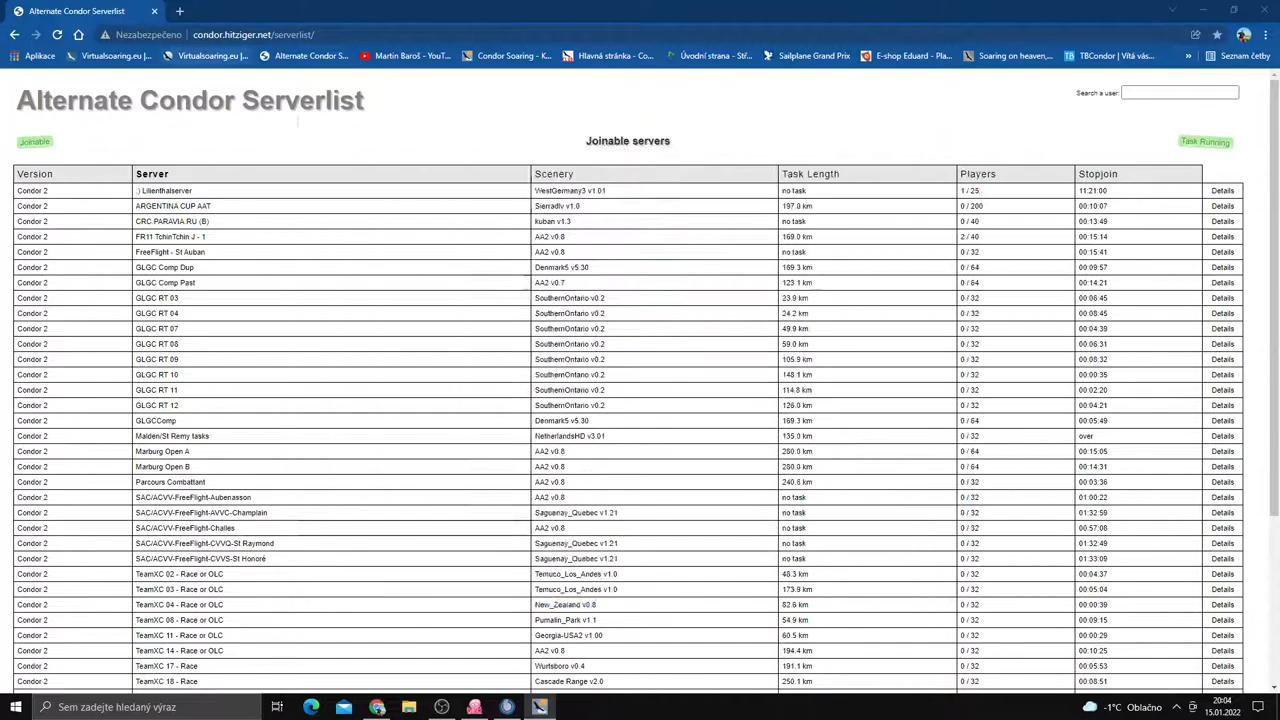 Alternate Condor Serverlist
Nezabezpečeno condor.hitziger.net/serverlist/
Aplikace Virtualsoaring.eu |... Virtualsoaring.eu |... Alternate Condor S... Martin Baroš - YouT... Condor Soaring - K... Hlavná stránka - Co... Úvodní strana - ... Sailplane Grand Prix E-shop Eduard - Pla... Soaring on heaven,... TBCondor | Vítá vás... » Seznam četby
Alternate Condor Serverlist
Search a user:
Joinable Joinable servers Task Running
Version Server Scenery Task Length Players Stopjoin
Condor 2 :) Lilienthalserver WestGermany3 v1.01 no task 1 / 25 11:21:00 Details
Condor 2 ARGENTINA CUP AAT Sierradlv v1.0 197.8 km 0 / 200 00:10:07 Details
Condor 2 CRC.PARAVIA.RU (B) kuban v1.3 no task 0 / 40 00:13:49 Details
Condor 2 FR11 TchinTchin J - 1 AA2 v0.8 169.0 km 2 / 40 00:15:14 Details
Condor 2 FreeFlight - St Auban AA2 v0.8 no task 0 / 32 00:15:41 Details
Condor 2 GLGC Comp Dup Denmark5 v5.30 169.3 km 0 / 64 00:09:57 Details
Condor 2 GLGC Comp Past AA2 v0.7 123.1 km 0 / 64 00:14:21 Details
Condor 2 GLGC RT 03 SouthernOntario v0.2 23.9 km 0 / 32 00:06:45 Details
Condor 2 GLGC RT 04 SouthernOntario v0.2 24.2 km 0 / 32 00:08:45 Details
Condor 2 GLGC RT 07 SouthernOntario v0.2 49.9 km 0 / 32 00:04:39 Details
Condor 2 GLGC RT 08 SouthernOntario v0.2 59.0 km 0 / 32 00:06:31 Details
Condor 2 GLGC RT 09 SouthernOntario v0.2 105.9 km 0 / 32 00:08:32 Details
Condor 2 GLGC RT 10 SouthernOntario v0.2 148.1 km 0 / 32 00:00:35 Details
Condor 2 GLGC RT 11 SouthernOntario v0.2 114.8 km 0 / 32 00:02:20 Details
Condor 2 GLGC RT 12 SouthernOntario v0.2 126.0 km 0 / 32 00:04:21 Details
Condor 2 GLGCComp Denmark5 v5.30 169.3 km 0 / 64 00:05:49 Details
Condor 2 Malden/St Remy tasks NetherlandsHD v3.01 135.0 km 0 / 32 over Details
Condor 2 Marburg Open A AA2 v0.8 280.0 km 0 / 64 00:15:05 Details
Condor 2 Marburg Open B AA2 v0.8 280.0 km 0 / 64 00:14:31 Details
Condor 2 Parcours Combattant AA2 v0.8 240.6 km 0 / 32 00:03:36 Details
Condor 2 SAC/ACVV-FreeFlight-Aubenasson AA2 v0.8 no task 0 / 32 01:00:22 Details
Condor 2 SAC/ACVV-FreeFlight-AVVC-Champlain Saguenay_Quebec v1.21 no task 0 / 32 01:32:59 Details
Condor 2 SAC/ACVV-FreeFlight-Challes AA2 v0.8 no task 0 / 32 00:57:08 Details
Condor 2 SAC/ACVV-FreeFlight-CVVQ-St Raymond Saguenay_Quebec v1.21 no task 0 / 32 01:32:49 Details
Condor 2 SAC/ACVV-FreeFlight-CVVS-St Honoré Saguenay_Quebec v1.21 no task 0 / 32 01:33:09 Details
Condor 2 TeamXC 02 - Race or OLC Temuco_Los_Andes v1.0 48.3 km 0 / 32 00:04:37 Details
Condor 2 TeamXC 03 - Race or OLC Temuco_Los_Andes v1.0 173.9 km 0 / 32 00:05:04 Details
Condor 2 TeamXC 04 - Race or OLC New_Zealand v0.8 82.6 km 0 / 32 00:00:39 Details
Condor 2 TeamXC 08 - Race or OLC Pumalin_Park v1.1 54.9 km 0 / 32 00:09:15 Details
Condor 2 TeamXC 11 - Race or OLC Georgia-USA2 v1.00 60.5 km 0 / 32 00:00:29 Details
Condor 2 TeamXC 14 - Race or OLC AA2 v0.8 194.4 km 0 / 32 00:10:25 Details
Condor 2 TeamXC 17 - Race Wurtsboro v0.4 191.1 km 0 / 32 00:05:53 Details
Condor 2 TeamXC 18 - Race Cascade Range v2.0 250.1 km 0 / 32 00:08:51 Details
Sem zadejte hledaný výraz -1°C Oblačno 20:04
15.01.2022